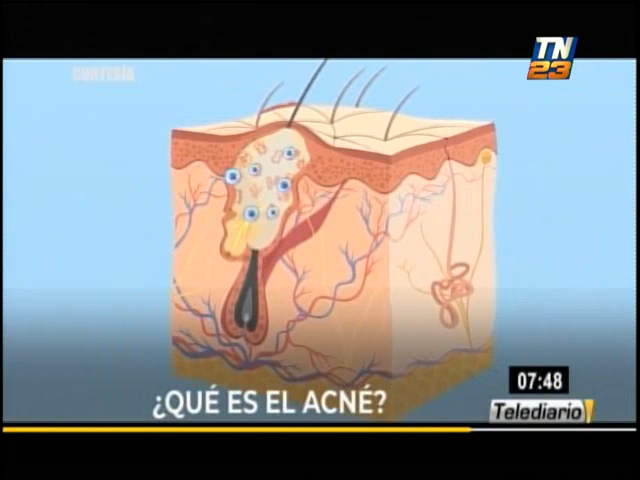 TN
23
CORTESÍA
¿QUÉ ES EL ACNÉ?
07:48
Telediario